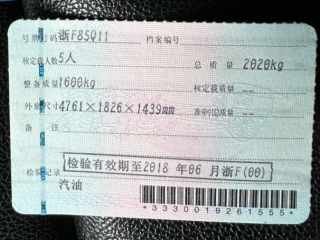 号牌号码 浙F85Q11 档案编号
核定载人数 5人 总质量 2020kg
整备质量 1600kg 核定载质量 --
外廓尺寸 4761×1826×1439mm 准牵引总质量 --
备注
检验有效期至2018年06月浙F(00)
检验记录
汽油
*3330019261555*